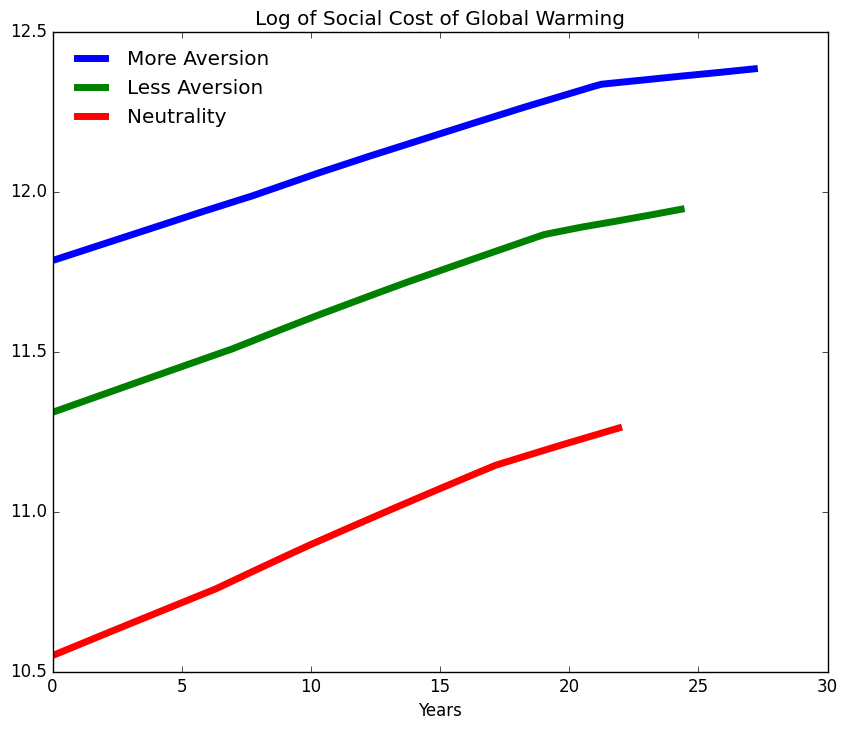 Log of Social Cost of Global Warming
12.5
12.0
11.5
11.0
10.5
More Aversion
Less Aversion
Neutrality
0 5 10 15 20 25 30
Years